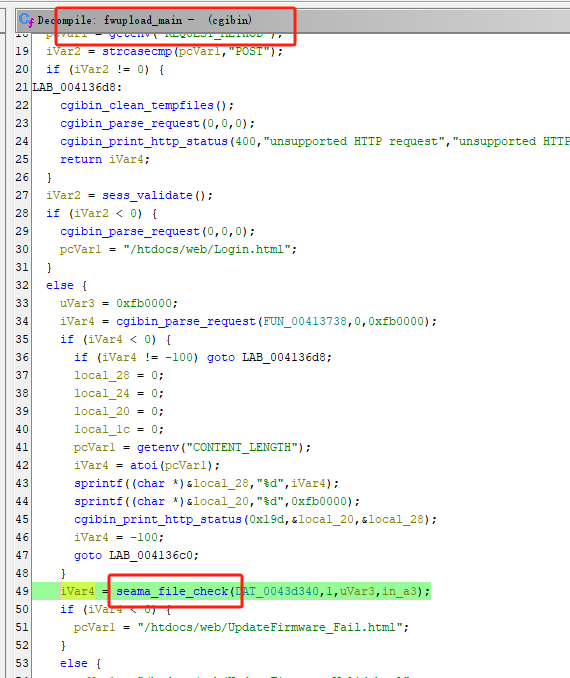 Decompile: fwupload_main - (cgibin)
18 pcVar1 = getenv("REQUEST_METHOD");
19 iVar2 = strcasecmp(pcVar1,"POST");
20 if (iVar2 != 0) {
21 LAB_004136d8:
22 cgibin_clean_tempfiles();
23 cgibin_parse_request(0,0,0);
24 cgibin_print_http_status(400,"unsupported HTTP request","unsupported HTTP
25 return iVar4;
26 }
27 iVar2 = sess_validate();
28 if (iVar2 < 0) {
29 cgibin_parse_request(0,0,0);
30 pcVar1 = "/htdocs/web/Login.html";
31 }
32 else {
33 uVar3 = 0xfb0000;
34 iVar4 = cgibin_parse_request(FUN_00413738,0,0xfb0000);
35 if (iVar4 < 0) {
36 if (iVar4 != -100) goto LAB_004136d8;
37 local_28 = 0;
38 local_24 = 0;
39 local_20 = 0;
40 local_1c = 0;
41 pcVar1 = getenv("CONTENT_LENGTH");
42 iVar4 = atoi(pcVar1);
43 sprintf((char *)&local_28,"%d",iVar4);
44 sprintf((char *)&local_20,"%d",0xfb0000);
45 cgibin_print_http_status(0x19d,&local_20,&local_28);
46 iVar4 = -100;
47 goto LAB_004136c0;
48 }
49 iVar4 = seama_file_check(DAT_0043d340,1,uVar3,in_a3);
50 if (iVar4 < 0) {
51 pcVar1 = "/htdocs/web/UpdateFirmware_Fail.html";
52 }
53 else {